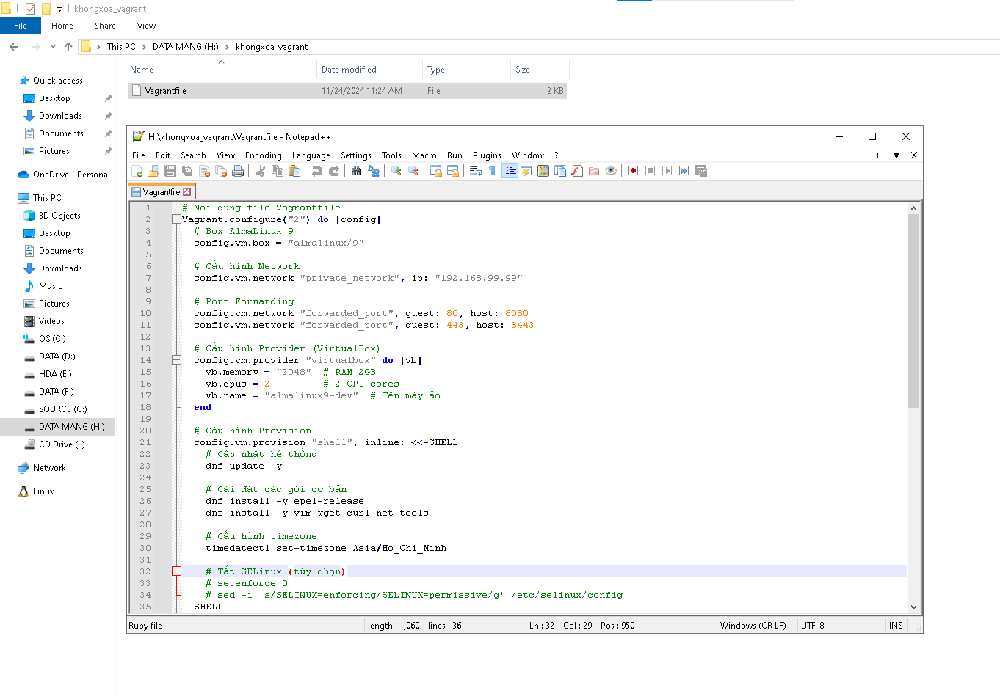 khongxoa_vagrant
File Home Share View
This PC DATA MANG (H:) khongxoa_vagrant
Name Date modified Type Size
Vagrantfile 11/24/2024 11:24 AM File 2 KB
Quick access
Desktop
Downloads
Documents
Pictures
OneDrive - Personal
This PC
3D Objects
Desktop
Documents
Downloads
Music
Pictures
Videos
OS (C:)
DATA (D:)
HDA (E:)
DATA (F:)
SOURCE (G:)
DATA MANG (H:)
CD Drive (I:)
Network
Linux
H:\khongxoa_vagrant\Vagrantfile - Notepad++
File Edit Search View Encoding Language Settings Tools Macro Run Plugins Window ?
Vagrantfile
1 # Nội dung file Vagrantfile
2 Vagrant.configure("2") do |config|
3 # Box AlmaLinux 9
4 config.vm.box = "almalinux/9"
5
6 # Cấu hình Network
7 config.vm.network "private_network", ip: "192.168.99.99"
8
9 # Port Forwarding
10 config.vm.network "forwarded_port", guest: 80, host: 8080
11 config.vm.network "forwarded_port", guest: 443, host: 8443
12
13 # Cấu hình Provider (VirtualBox)
14 config.vm.provider "virtualbox" do |vb|
15 vb.memory = "2048" # RAM 2GB
16 vb.cpus = 2 # 2 CPU cores
17 vb.name = "almalinux9-dev" # Tên máy ảo
18 end
19
20 # Cấu hình Provision
21 config.vm.provision "shell", inline: <<-SHELL
22 # Cập nhật hệ thống
23 dnf update -y
24
25 # Cài đặt các gói cơ bản
26 dnf install -y epel-release
27 dnf install -y vim wget curl net-tools
28
29 # Cấu hình timezone
30 timedatectl set-timezone Asia/Ho_Chi_Minh
31
32 # Tắt SELinux (tùy chọn)
33 # setenforce 0
34 # sed -i 's/SELINUX=enforcing/SELINUX=permissive/g' /etc/selinux/config
35 SHELL
Ruby file length : 1,060 lines : 36 Ln : 32 Col : 29 Pos : 950 Windows (CR LF) UTF-8 INS